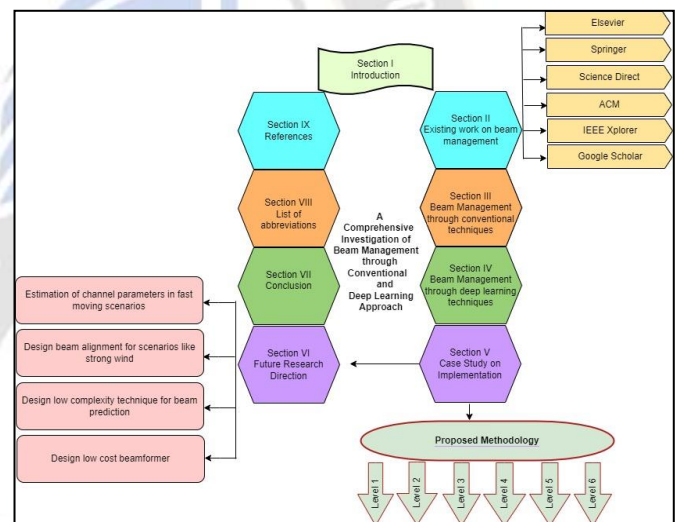 Section I
Introduction
Elsevier
Springer
Science Direct
ACM
IEEE Xplorer
Google Scholar
Section II
Existing work on beam
management
Section III
Beam Management
through conventional
techniques
Section IV
Beam Management
through deep learning
techniques
Section V
Case Study on
Implementation
Section IX
References
Section VIII
List of
abbreviations
Section VII
Conclusion
Section VI
Future Research
Direction
A
Comprehensive
Investigation of
Beam Management
through
Conventional
and
Deep Learning
Approach
Estimation of channel parameters in fast
moving scenarios
Design beam alignment for scenarios like
strong wind
Design low complexity technique for beam
prediction
Design low cost beamformer
Proposed Methodology
Level 1
Level 2
Level 3
Level 4
Level 5
Level 6